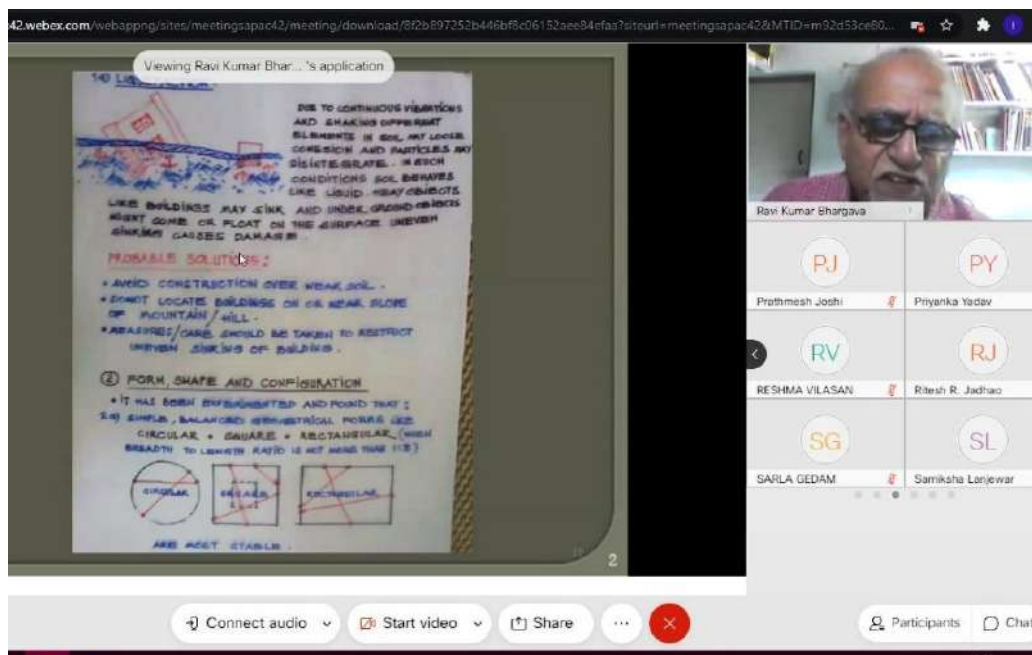 42.webex.com/webappng/sites/meetingsapac42/meeting/download/8f2b897252b446bf8c06152aee84efaa?siteurl=meetingsapac42&MTID=m92d53ce80...
Viewing Ravi Kumar Bhar... 's application
1a) LIQUEFACTION.
DUE TO CONTINUOUS VIBRATIONS
AND SHAKING DIFFERENT
ELEMENTS IN SOIL MAY LOOSE
COHESION AND PARTICLES MAY
DISINTEGRATE. IN SUCH
CONDITIONS SOIL BEHAVES
LIKE LIQUID. HEAVY OBJECTS
LIKE BUILDINGS MAY SINK AND UNDER GROUND OBJECTS
MIGHT COME OR FLOAT ON THE SURFACE UNEVEN
SINKING CAUSES DAMAGE.
PROBABLE SOLUTIONS:
• AVOID CONSTRUCTION OVER WEAK SOIL.
• DONOT LOCATE BUILDINGS ON OR NEAR SLOPE
OF MOUNTAIN/HILL.
• MEASURES/CARE SHOULD BE TAKEN TO RESTRICT
UNEVEN SINKING OF BUILDING.
② FORM, SHAPE AND CONFIGURATION
• IT HAS BEEN EXPERIMENTED AND FOUND THAT:
2a) SIMPLE, BALANCED GEOMETRICAL FORMS LIKE
CIRCULAR • SQUARE • RECTANGULAR (WHEN
BREADTH TO LENGTH RATIO IS NOT MORE THAN 1:3)
CIRCULAR
SQUARE
RECTANGULAR
ARE MOST STABLE.
2
Ravi Kumar Bhargava
PJ
Prathmesh Joshi
PY
Priyanka Yadav
RV
RESHMA VILASAN
RJ
Ritesh R. Jadhao
SG
SARLA GEDAM
SL
Samiksha Lanjewar
Connect audio
Start video
Share
Participants
Chat